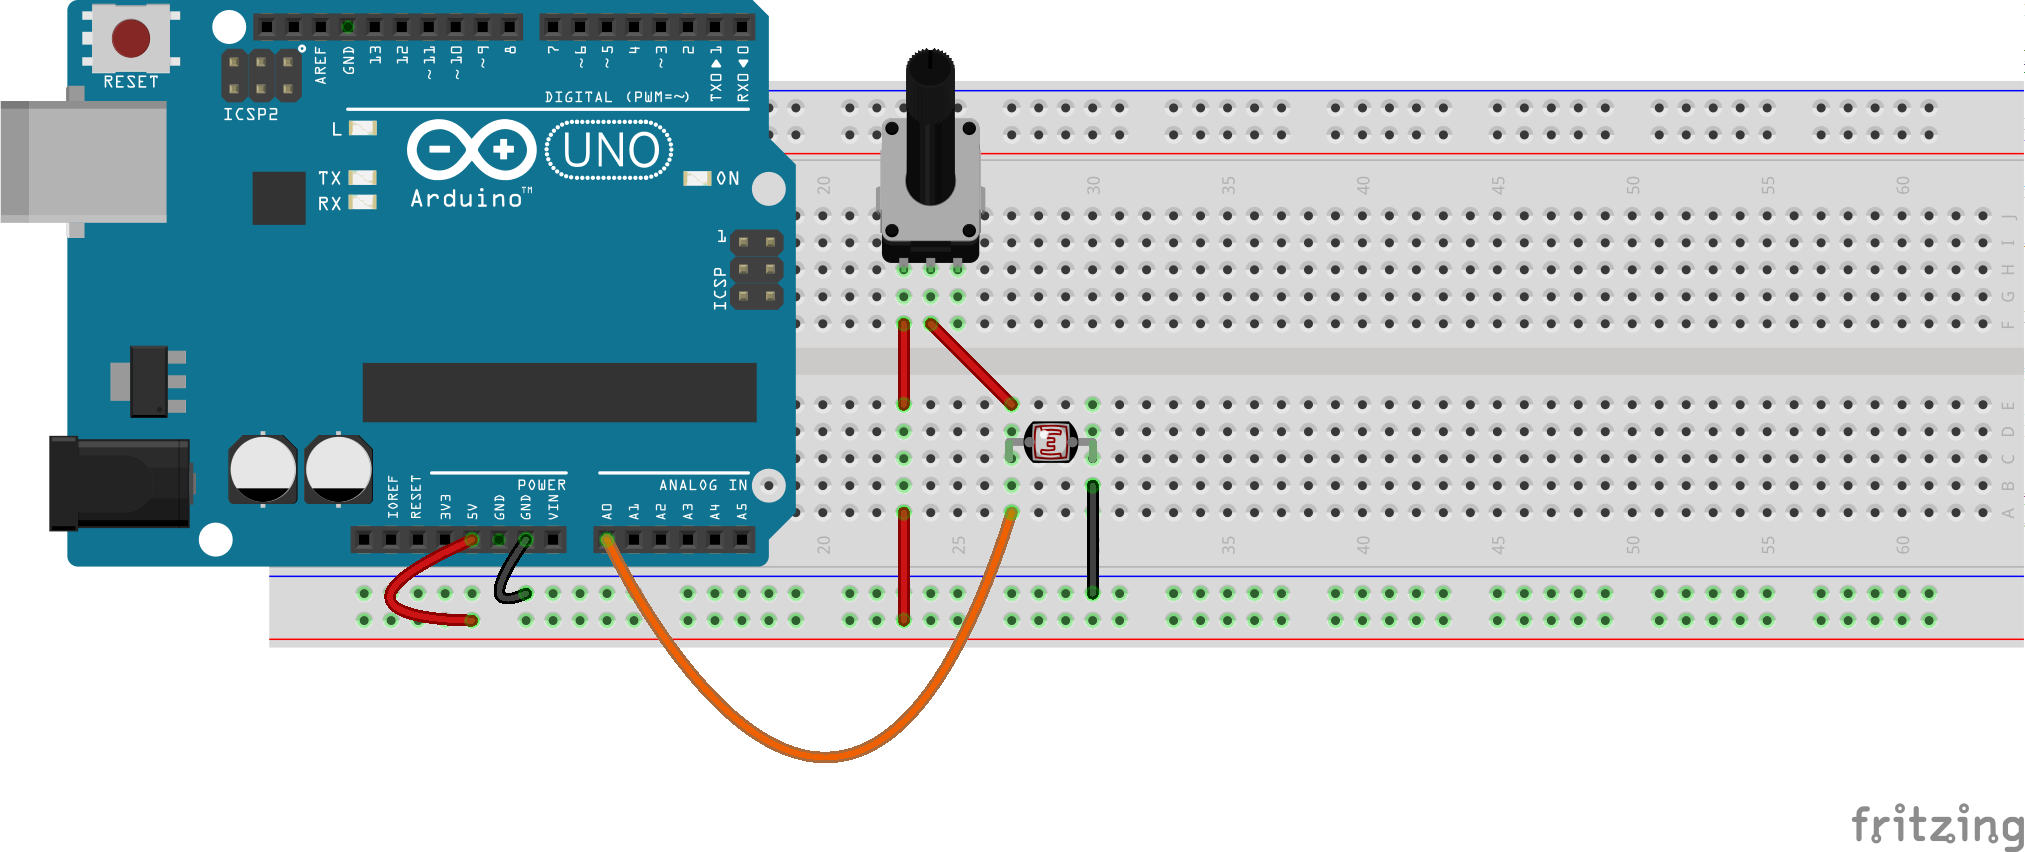 RESET
ICSP2
AREF
GND
13
12
~11
~10
~9
8
7
~6
~5
4
~3
2
TX0▶1
RX0◀0
DIGITAL (PWM=~)
L
TX
RX
UNO
Arduino™
ON
1
ICSP
IOREF
RESET
3V3
5V
GND
GND
VIN
POWER
ANALOG IN
A0
A1
A2
A3
A4
A5
20
30
35
40
45
50
55
60
J
I
H
G
F
E
D
C
B
A
20
25
35
40
45
50
55
60
fritzing